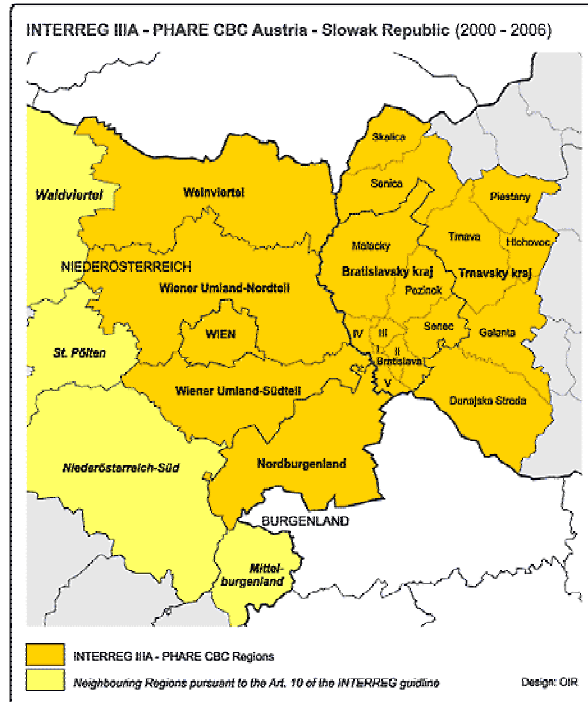 INTERREG IIIA - PHARE CBC Austria - Slowak Republic (2000 - 2006)
Skalica
Senica
Waldviertel
Weinviertel
Piestany
Malacky
Trnava
Hlohovec
NIEDERÖSTERREICH
Bratislavsky kraj
Trnavsky kraj
Wiener Umland-Nordteil
Pezinok
WIEN
IV
III
Senec
Galanta
St. Pölten
I
II
Bratislava
V
Wiener Umland-Südteil
Dunajska Streda
Niederösterreich-Süd
Nordburgenland
BURGENLAND
Mittel-
burgenland
INTERREG IIIA - PHARE CBC Regions
Neighbouring Regions pursuant to the Art. 10 of the INTERREG guidline
Design: ÖIR